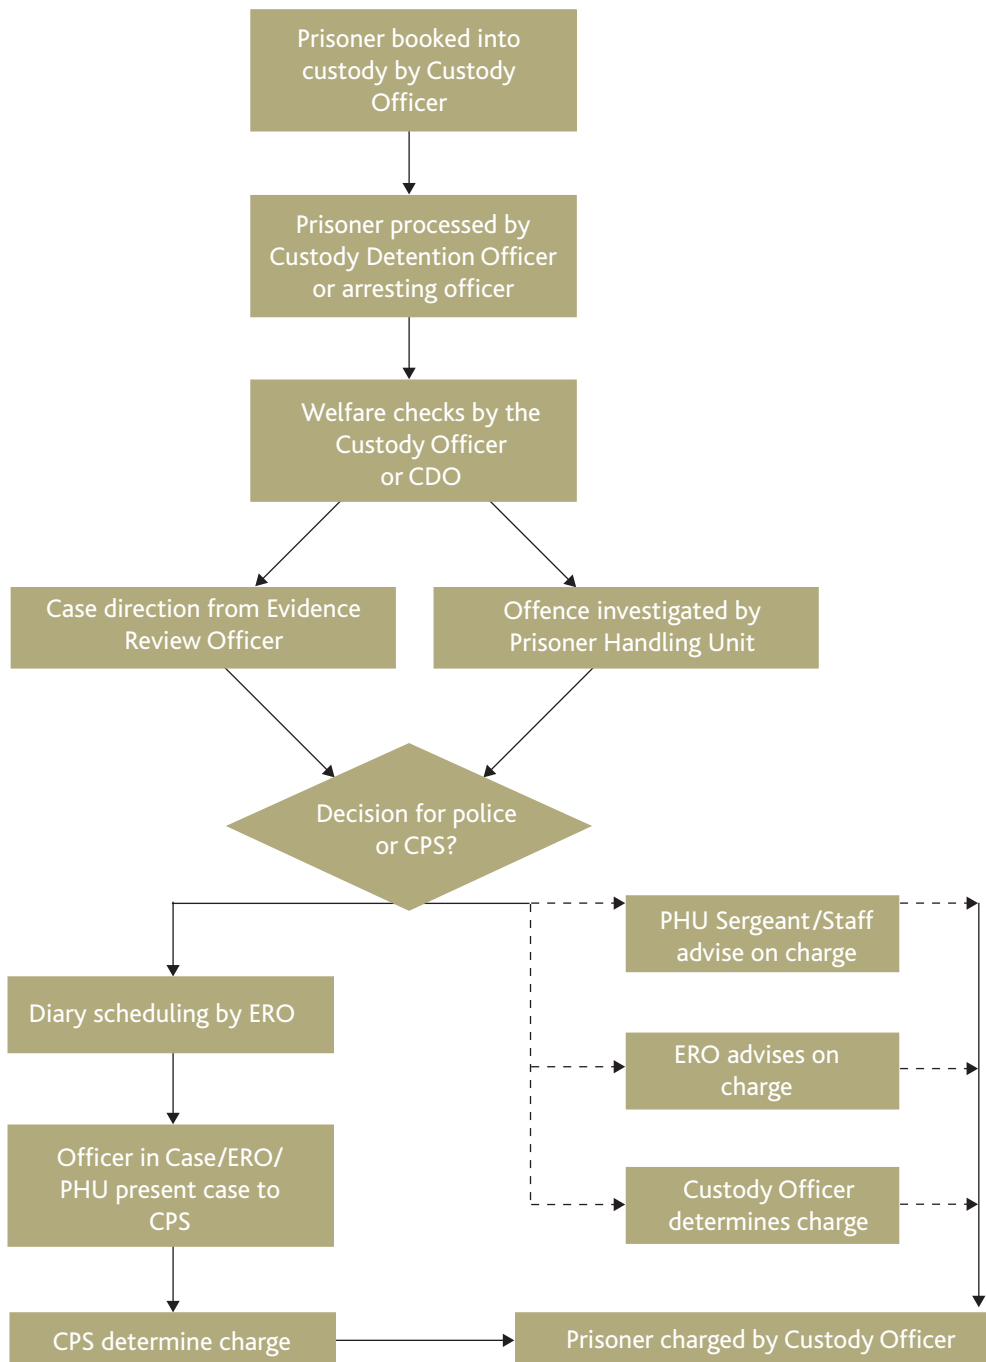 Prisoner booked into
custody by Custody
Officer
Prisoner processed by
Custody Detention Officer
or arresting officer
Welfare checks by the
Custody Officer
or CDO
Case direction from Evidence
Review Officer
Offence investigated by
Prisoner Handling Unit
Decision for police
or CPS?
PHU Sergeant/Staff
advise on charge
Diary scheduling by ERO
ERO advises on
charge
Officer in Case/ERO/
PHU present case to
CPS
Custody Officer
determines charge
CPS determine charge
Prisoner charged by Custody Officer